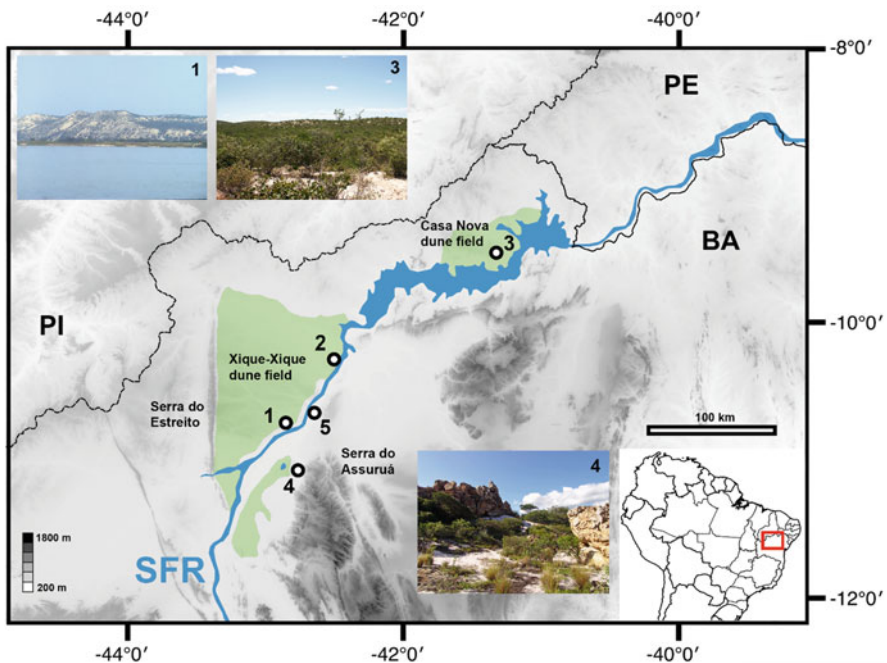 -44°0′ -42°0′ -40°0′
-8°0′
1
3
PE
Casa Nova
dune field
3
BA
PI
-10°0′
2
Xique-Xique
dune field
1
5
Serra do
Estreito
100 km
Serra do
Assuruá
4
4
1800 m
200 m
SFR
-12°0′
-44°0′ -42°0′ -40°0′